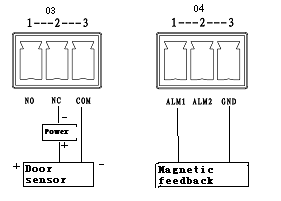 03 04
1---2---3 1---2---3
NO NC COM ALM1 ALM2 GND
-
Power
+
+ Door sensor -
Magnetic feedback